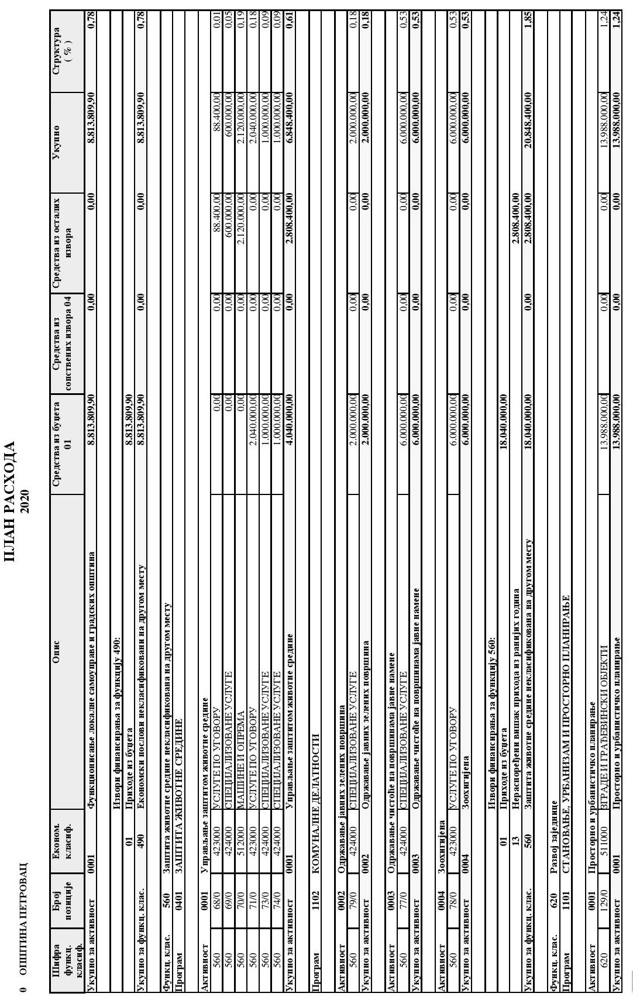 ПЛАН РАСХОДА
2020
0 ОПШТИНА ПЕТРОВАЦ
Шифра функц. класиф. Број позиције Економ. класиф. Опис Средства из буџета 01 Средства из сопствених извора 04 Средства из осталих извора Укупно Структура ( % )
Укупно за активност 0001 Функционисање локалне самоуправе и градских општина 8.813.809,90 0,00 0,00 8.813.809,90 0,78
Извори финансирања за функцију 490:
01 Приходе из буџета 8.813.809,90
Укупно за функц. клас. 490 Економски послови некласификовани на другом месту 8.813.809,90 0,00 0,00 8.813.809,90 0,78
Функц. клас. 560 Заштита животне средине некласификована на другом месту
Програм 0401 ЗАШТИТА ЖИВОТНЕ СРЕДИНЕ
Активност 0001 Управљање заштитом животне средине
560 68/0 423000 УСЛУГЕ ПО УГОВОРУ 0,00 0,00 88.400,00 88.400,00 0,01
560 69/0 424000 СПЕЦИЈАЛИЗОВАНЕ УСЛУГЕ 0,00 0,00 600.000,00 600.000,00 0,05
560 70/0 512000 МАШИНЕ И ОПРЕМА 0,00 0,00 2.120.000,00 2.120.000,00 0,19
560 71/0 423000 УСЛУГЕ ПО УГОВОРУ 2.040.000,00 0,00 0,00 2.040.000,00 0,18
560 73/0 424000 СПЕЦИЈАЛИЗОВАНЕ УСЛУГЕ 1.000.000,00 0,00 0,00 1.000.000,00 0,09
560 74/0 424000 СПЕЦИЈАЛИЗОВАНЕ УСЛУГЕ 1.000.000,00 0,00 0,00 1.000.000,00 0,09
Укупно за активност 0001 Управљање заштитом животне средине 4.040.000,00 0,00 2.808.400,00 6.848.400,00 0,61
Програм 1102 КОМУНАЛНЕ ДЕЛАТНОСТИ
Активност 0002 Одржавање јавних зелених површина
560 79/0 424000 СПЕЦИЈАЛИЗОВАНЕ УСЛУГЕ 2.000.000,00 0,00 0,00 2.000.000,00 0,18
Укупно за активност 0002 Одржавање јавних зелених површина 2.000.000,00 0,00 0,00 2.000.000,00 0,18
Активност 0003 Одржавање чистоће на површинама јавне намене
560 77/0 424000 СПЕЦИЈАЛИЗОВАНЕ УСЛУГЕ 6.000.000,00 0,00 0,00 6.000.000,00 0,53
Укупно за активност 0003 Одржавање чистоће на површинама јавне намене 6.000.000,00 0,00 0,00 6.000.000,00 0,53
Активност 0004 Зоохигијена
560 78/0 423000 УСЛУГЕ ПО УГОВОРУ 6.000.000,00 0,00 0,00 6.000.000,00 0,53
Укупно за активност 0004 Зоохигијена 6.000.000,00 0,00 0,00 6.000.000,00 0,53
Извори финансирања за функцију 560:
01 Приходе из буџета 18.040.000,00
13 Нераспоређени вишак прихода из ранијих година 2.808.400,00
Укупно за функц. клас. 560 Заштита животне средине некласификована на другом месту 18.040.000,00 0,00 2.808.400,00 20.848.400,00 1,85
Функц. клас. 620 Развој заједнице
Програм 1101 СТАНОВАЊЕ, УРБАНИЗАМ И ПРОСТОРНО ПЛАНИРАЊЕ
Активност 0001 Просторно и урбанистичко планирање
620 129/0 511000 ЗГРАДЕ И ГРАЂЕВИНСКИ ОБЈЕКТИ 13.988.000,00 0,00 0,00 13.988.000,00 1,24
Укупно за активност 0001 Просторно и урбанистичко планирање 13.988.000,00 0,00 0,00 13.988.000,00 1,24